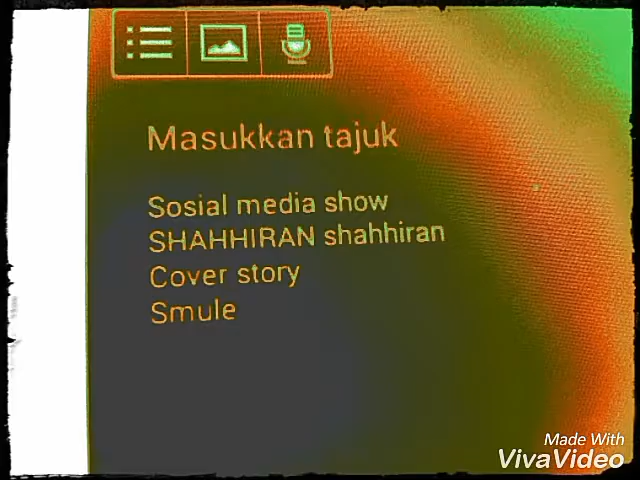 Masukkan tajuk
Sosial media show
SHAHHIRAN shahhiran
Cover story
Smule
Made With
VivaVideo